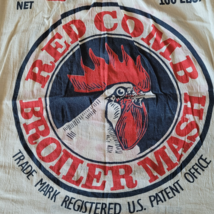 NET
100 LBS.
RED COMB
BROILER MASH
TRADE MARK REGISTERED U.S. PATENT OFFICE